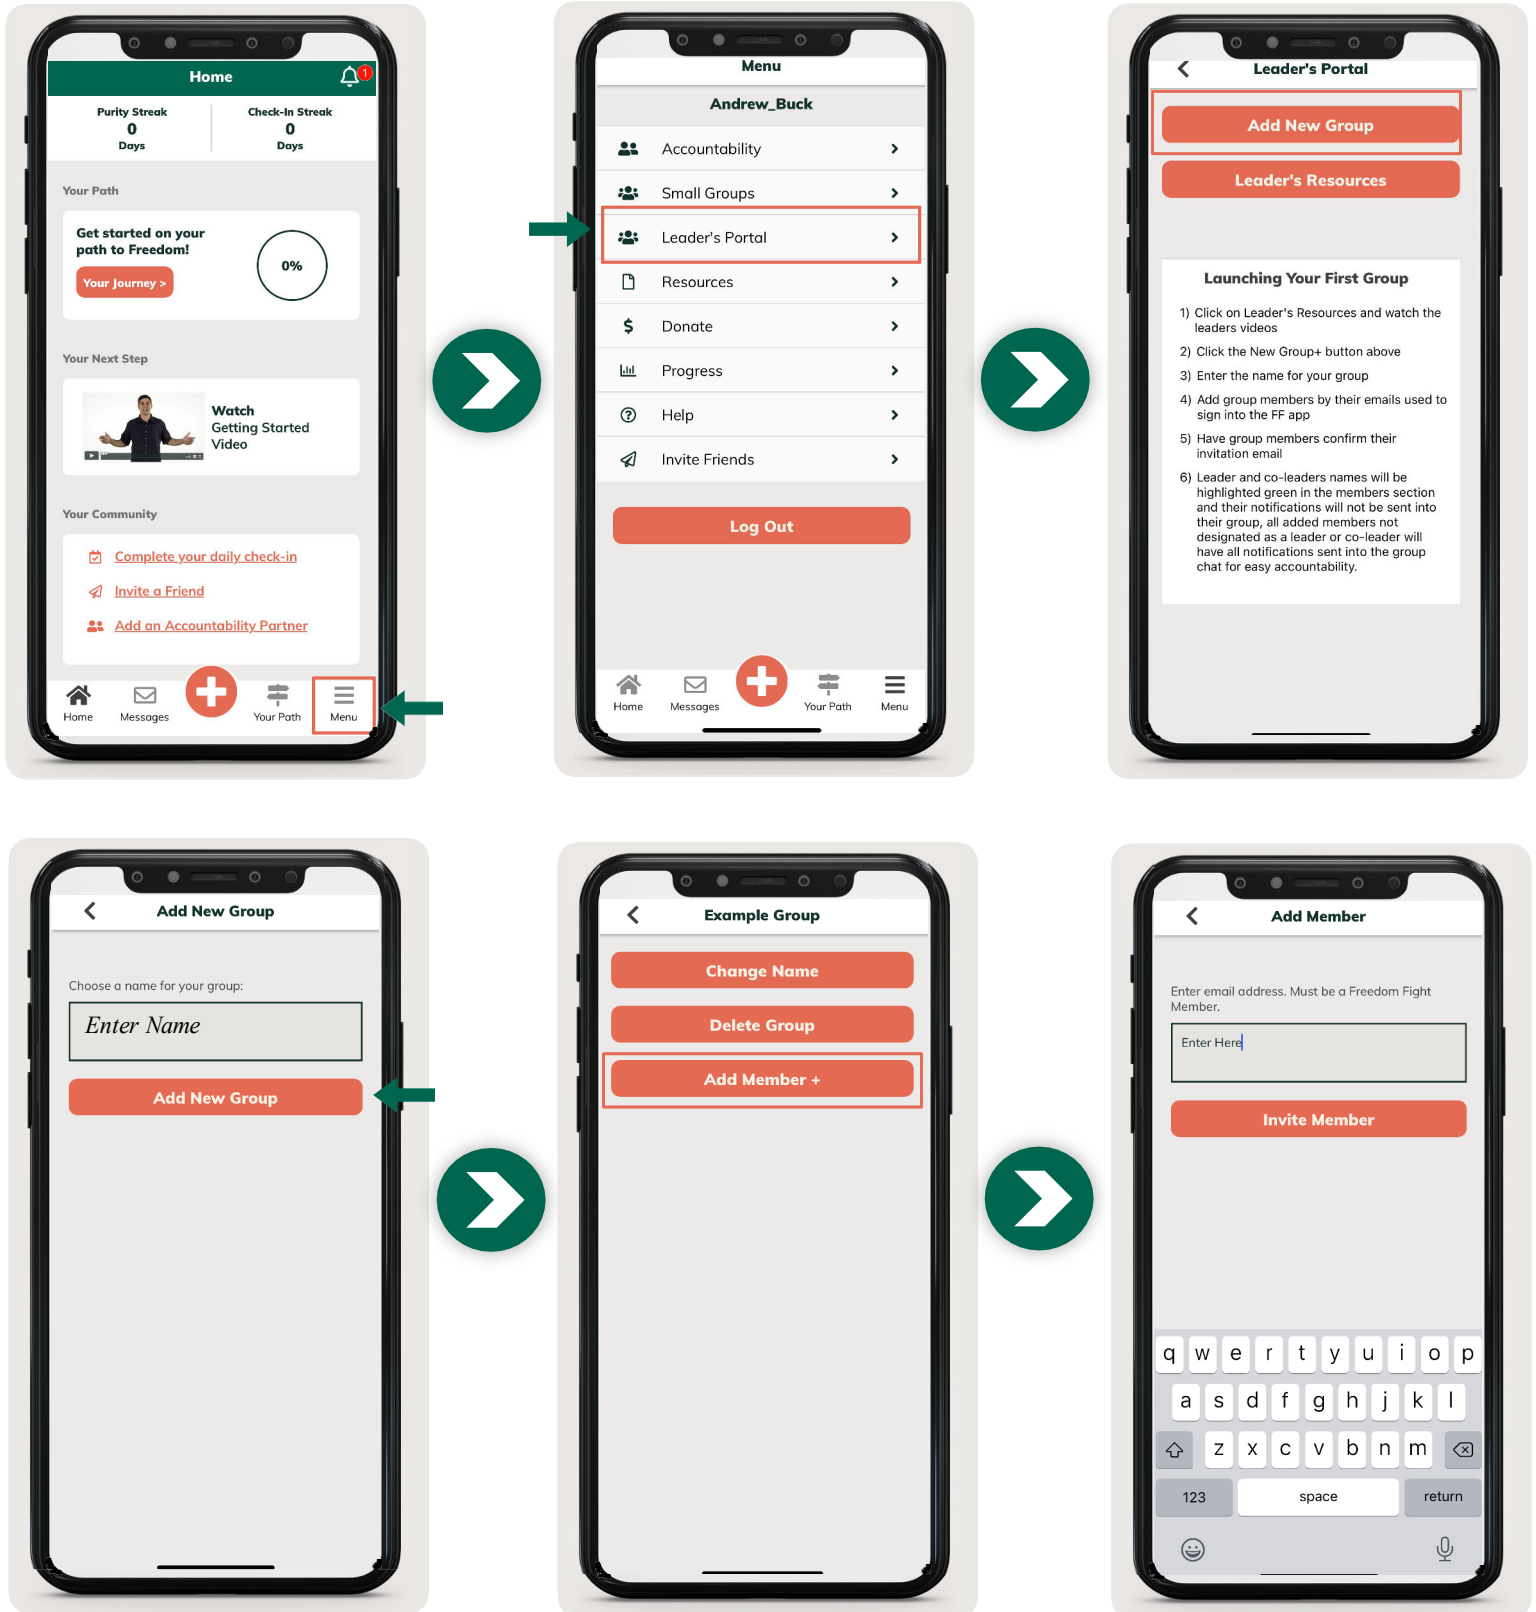 Home
1
Purity Streak
0
Days
Check-In Streak
0
Days
Your Path
Get started on your
path to Freedom!
Your Journey >
0%
Your Next Step
Watch
Getting Started
Video
Your Community
Complete your daily check-in
Invite a Friend
Add an Accountability Partner
Home
Messages
Your Path
Menu
Menu
Andrew_Buck
Accountability
Small Groups
Leader's Portal
Resources
Donate
Progress
Help
Invite Friends
Log Out
Home
Messages
Your Path
Menu
Leader's Portal
Add New Group
Leader's Resources
Launching Your First Group
1) Click on Leader's Resources and watch the
leaders videos
2) Click the New Group+ button above
3) Enter the name for your group
4) Add group members by their emails used to
sign into the FF app
5) Have group members confirm their
invitation email
6) Leader and co-leaders names will be
highlighted green in the members section
and their notifications will not be sent into
their group, all added members not
designated as a leader or co-leader will
have all notifications sent into the group
chat for easy accountability.
Add New Group
Choose a name for your group:
Enter Name
Add New Group
Example Group
Change Name
Delete Group
Add Member +
Add Member
Enter email address. Must be a Freedom Fight
Member.
Enter Here
Invite Member
q w e r t y u i o p
a s d f g h j k l
z x c v b n m
123 space return